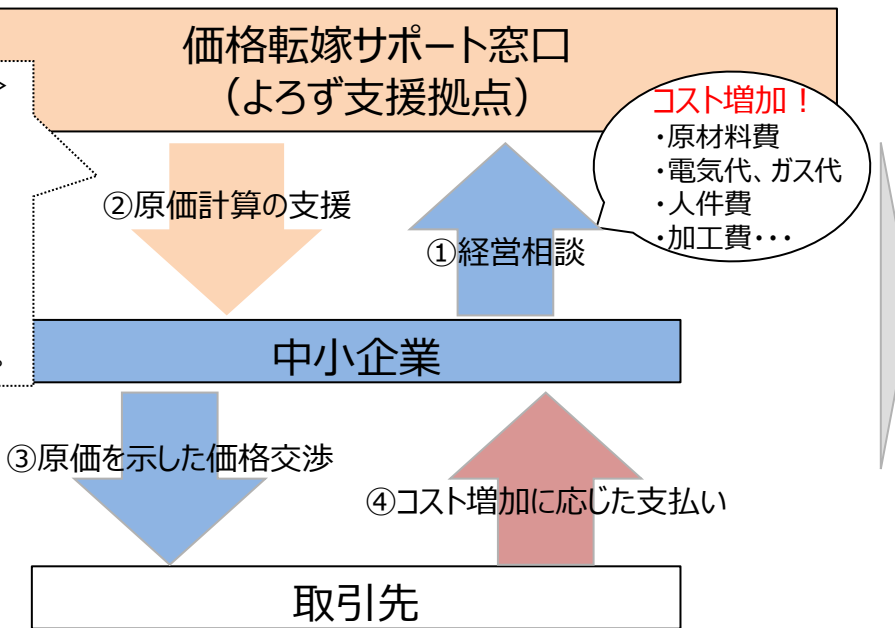 価格転嫁サポート窓口
（よろず支援拠点）
コスト増加！
・原材料費
・電気代、ガス代
・人件費
・加工費・・・
②原価計算の支援
①経営相談
中小企業
③原価を示した価格交渉
④コスト増加に応じた支払い
取引先